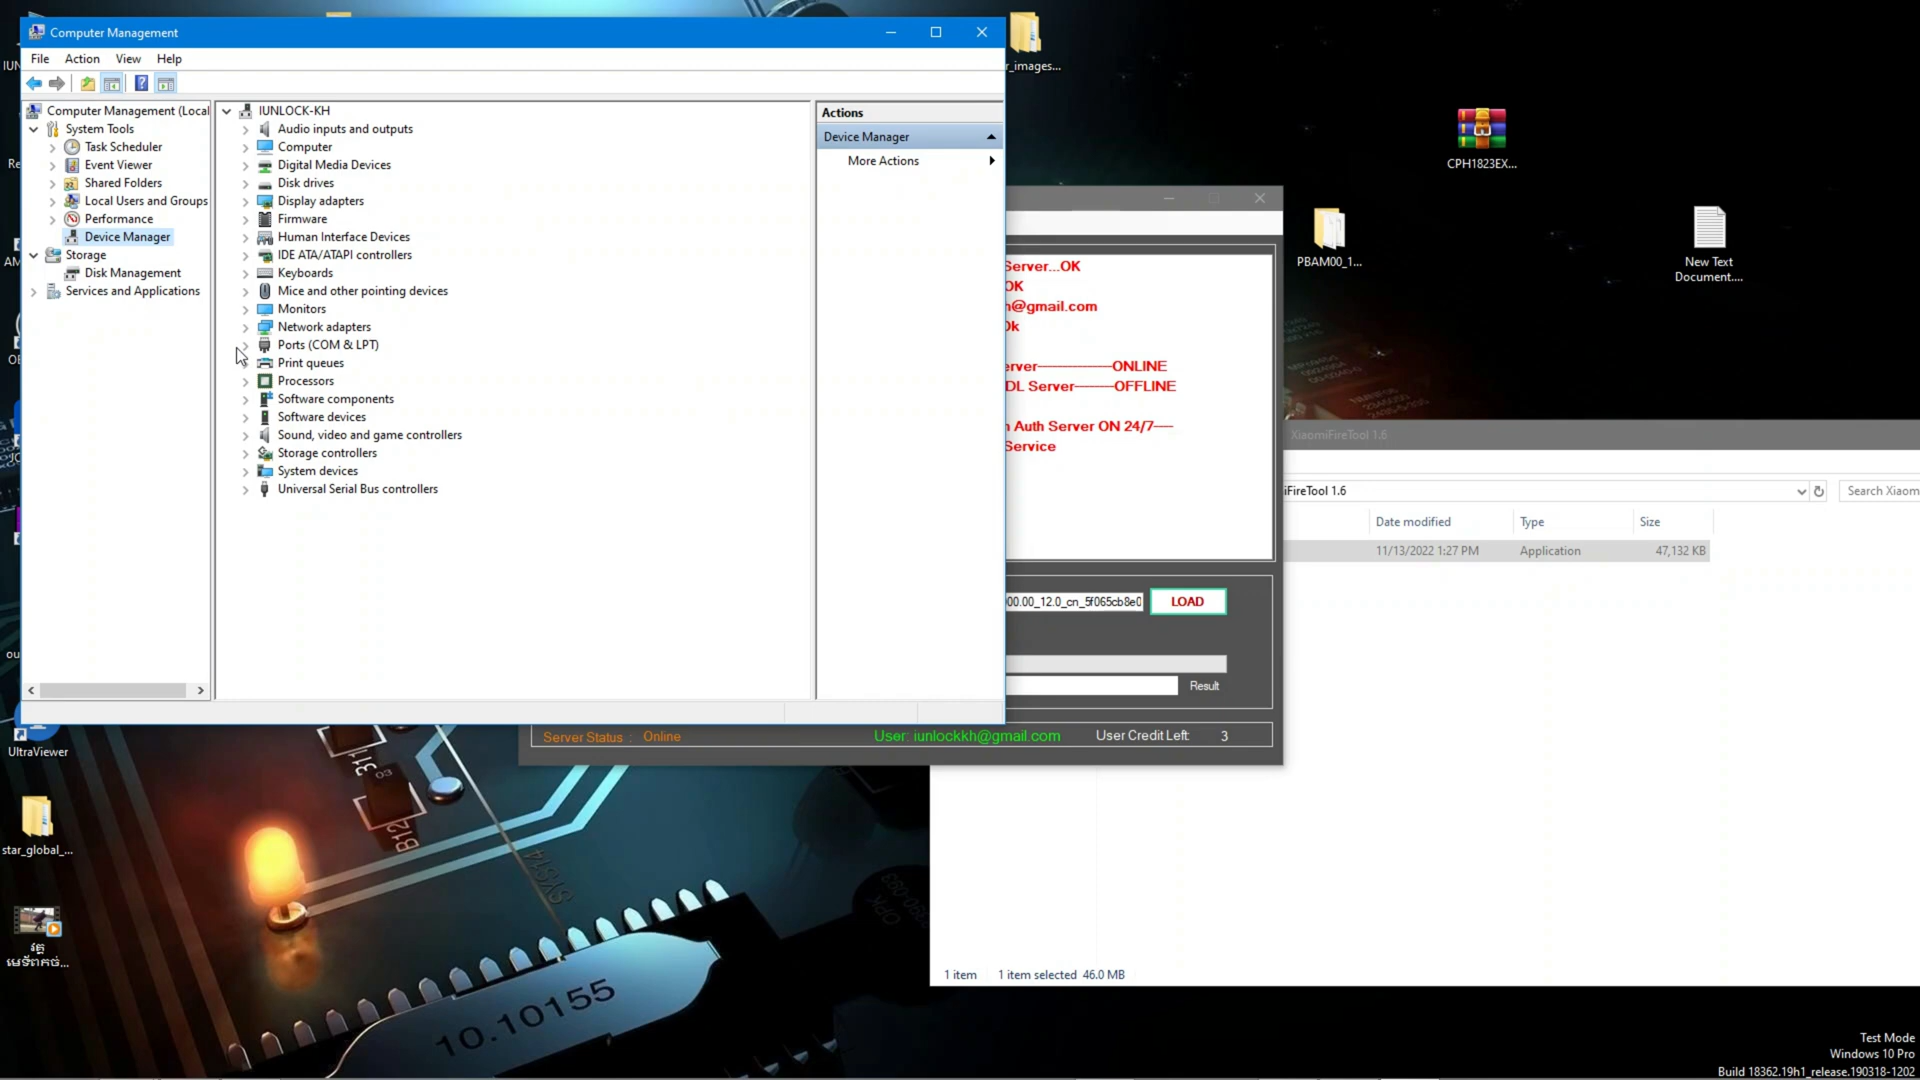 Computer Management
File Action View Help
Computer Management (Local
System Tools
Task Scheduler
Event Viewer
Shared Folders
Local Users and Groups
Performance
Device Manager
Storage
Disk Management
Services and Applications
IUNLOCK-KH
Audio inputs and outputs
Computer
Digital Media Devices
Disk drives
Display adapters
Firmware
Human Interface Devices
IDE ATA/ATAPI controllers
Keyboards
Mice and other pointing devices
Monitors
Network adapters
Ports (COM & LPT)
Print queues
Processors
Software components
Software devices
Sound, video and game controllers
Storage controllers
System devices
Universal Serial Bus controllers
Actions
Device Manager
More Actions
r_images...
CPH1823EX...
PBAM00_1...
New Text
Document....
Server...OK
OK
h@gmail.com
Ok
erver---------------ONLINE
DL Server--------OFFLINE
n Auth Server ON 24/7----
Service
00.00_12.0_cn_5f065cb8e0
LOAD
Result
Server Status : Online
User: iunlockkh@gmail.com
User Credit Left 3
XiaomiFireTool 1.6
iFireTool 1.6
Search Xiaom
Date modified Type Size
11/13/2022 1:27 PM Application 47,132 KB
1 item 1 item selected 46.0 MB
UltraViewer
star_global_...
10.10155
Test Mode
Windows 10 Pro
Build 18362.19h1_release.190318-1202